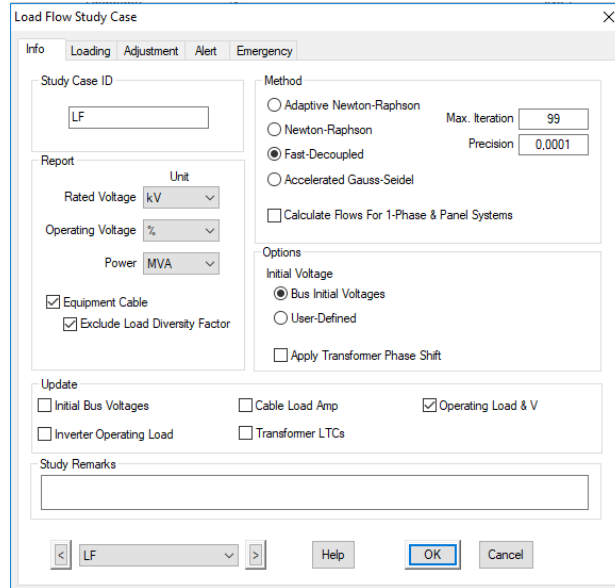 Load Flow Study Case
Info Loading Adjustment Alert Emergency
Study Case ID
LF
Method
Adaptive Newton-Raphson
Newton-Raphson
Fast-Decoupled
Accelerated Gauss-Seidel
Max. Iteration 99
Precision 0,0001
Calculate Flows For 1-Phase & Panel Systems
Report
Unit
Rated Voltage kV
Operating Voltage %
Power MVA
Equipment Cable
Exclude Load Diversity Factor
Options
Initial Voltage
Bus Initial Voltages
User-Defined
Apply Transformer Phase Shift
Update
Initial Bus Voltages Cable Load Amp Operating Load & V
Inverter Operating Load Transformer LTCs
Study Remarks
< LF > Help OK Cancel